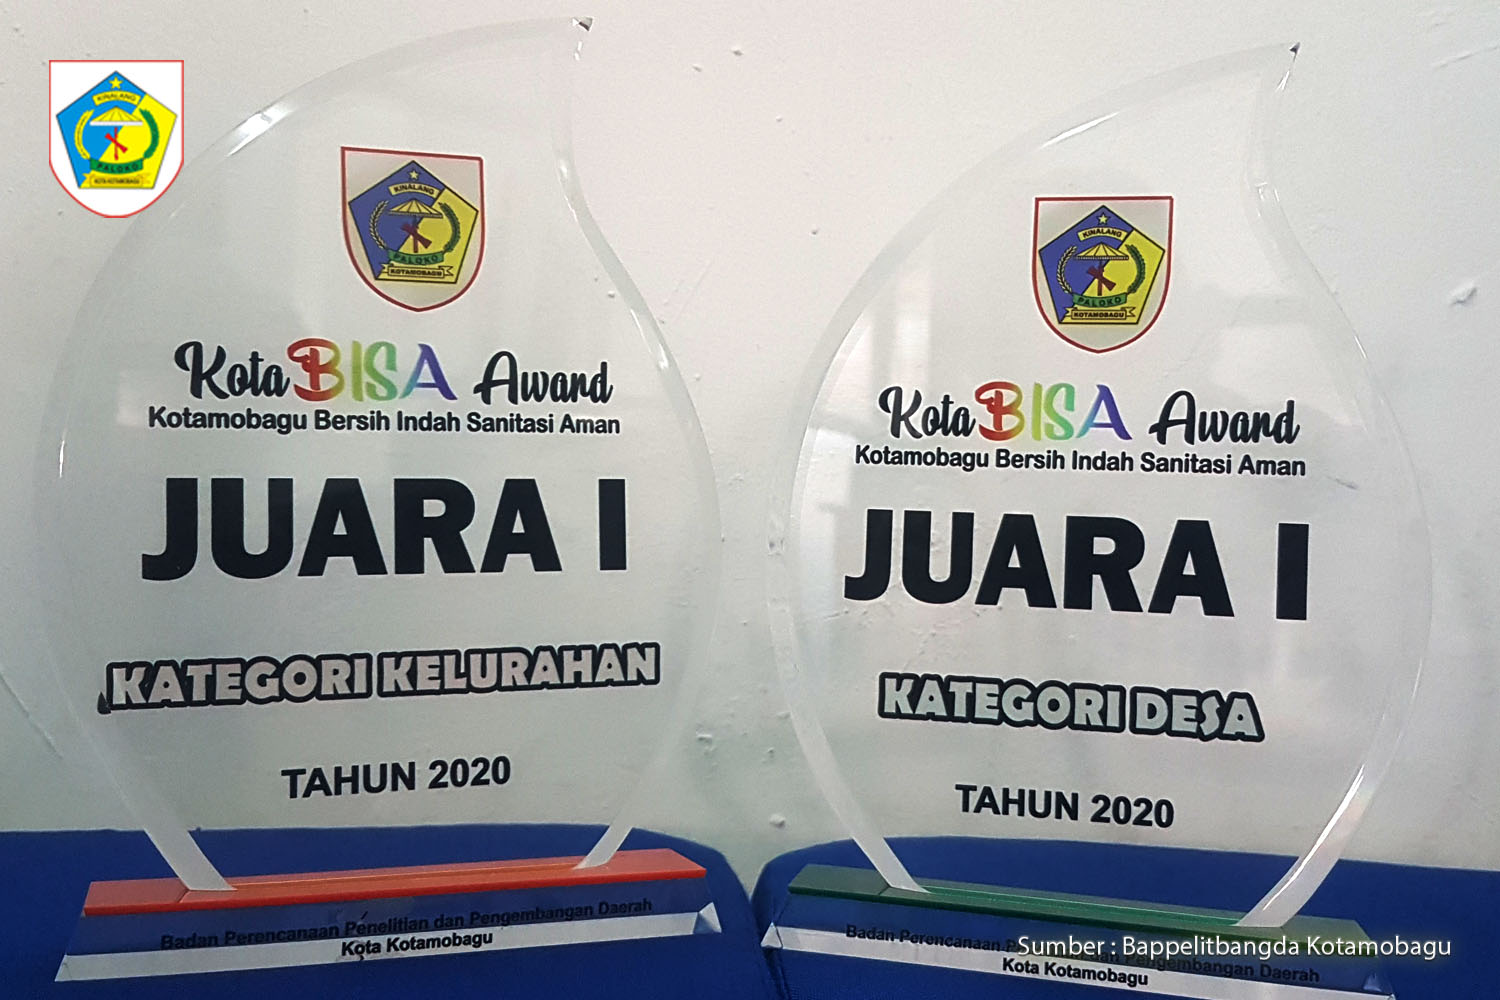 KINALANG
PALOKO
KOTA KOTAMOBAGU
KINALANG
PALOKO
KOTAMOBAGU
Kota BISA Award
Kotamobagu Bersih Indah Sanitasi Aman
JUARA I
KATEGORI KELURAHAN
TAHUN 2020
Badan Perencanaan Penelitian dan Pengembangan Daerah
Kota Kotamobagu
KINALANG
PALOKO
KOTAMOBAGU
Kota BISA Award
Kotamobagu Bersih Indah Sanitasi Aman
JUARA I
KATEGORI DESA
TAHUN 2020
Badan Perencanaan dan Pengembangan Daerah
Kota Kotamobagu
Sumber : Bappelitbangda Kotamobagu